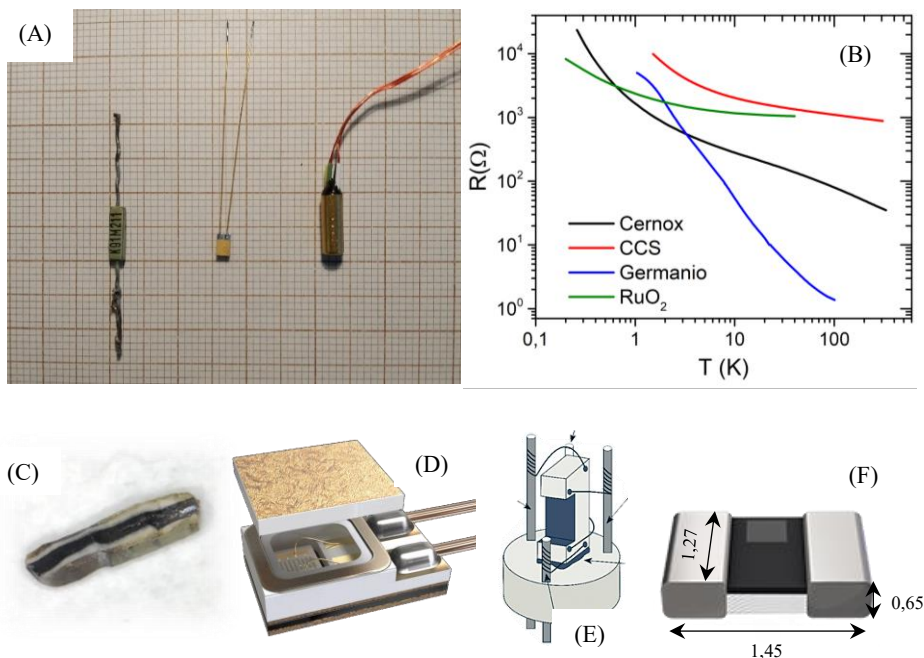 (A)
K91M211
(B)
R(Ω)
10⁴
10³
10²
10¹
10⁰
Cernox
CCS
Germanio
RuO₂
0,1
1
10
100
T (K)
(C)
(D)
(E)
(F)
1,27
0,65
1,45